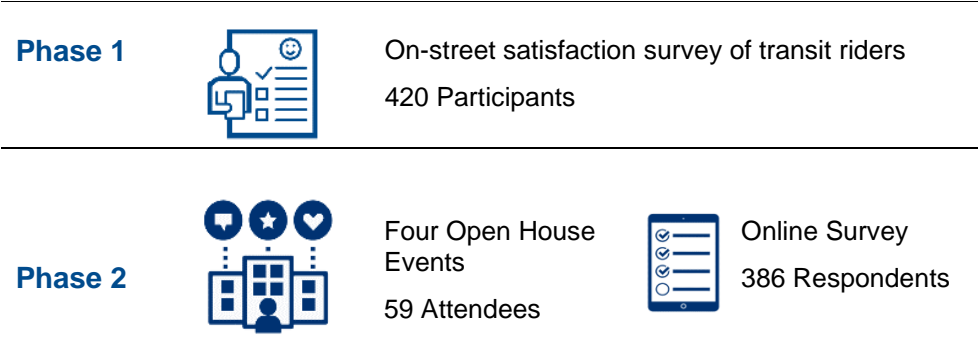 Phase 1
On-street satisfaction survey of transit riders
420 Participants
Phase 2
Four Open House
Events
59 Attendees
Online Survey
386 Respondents